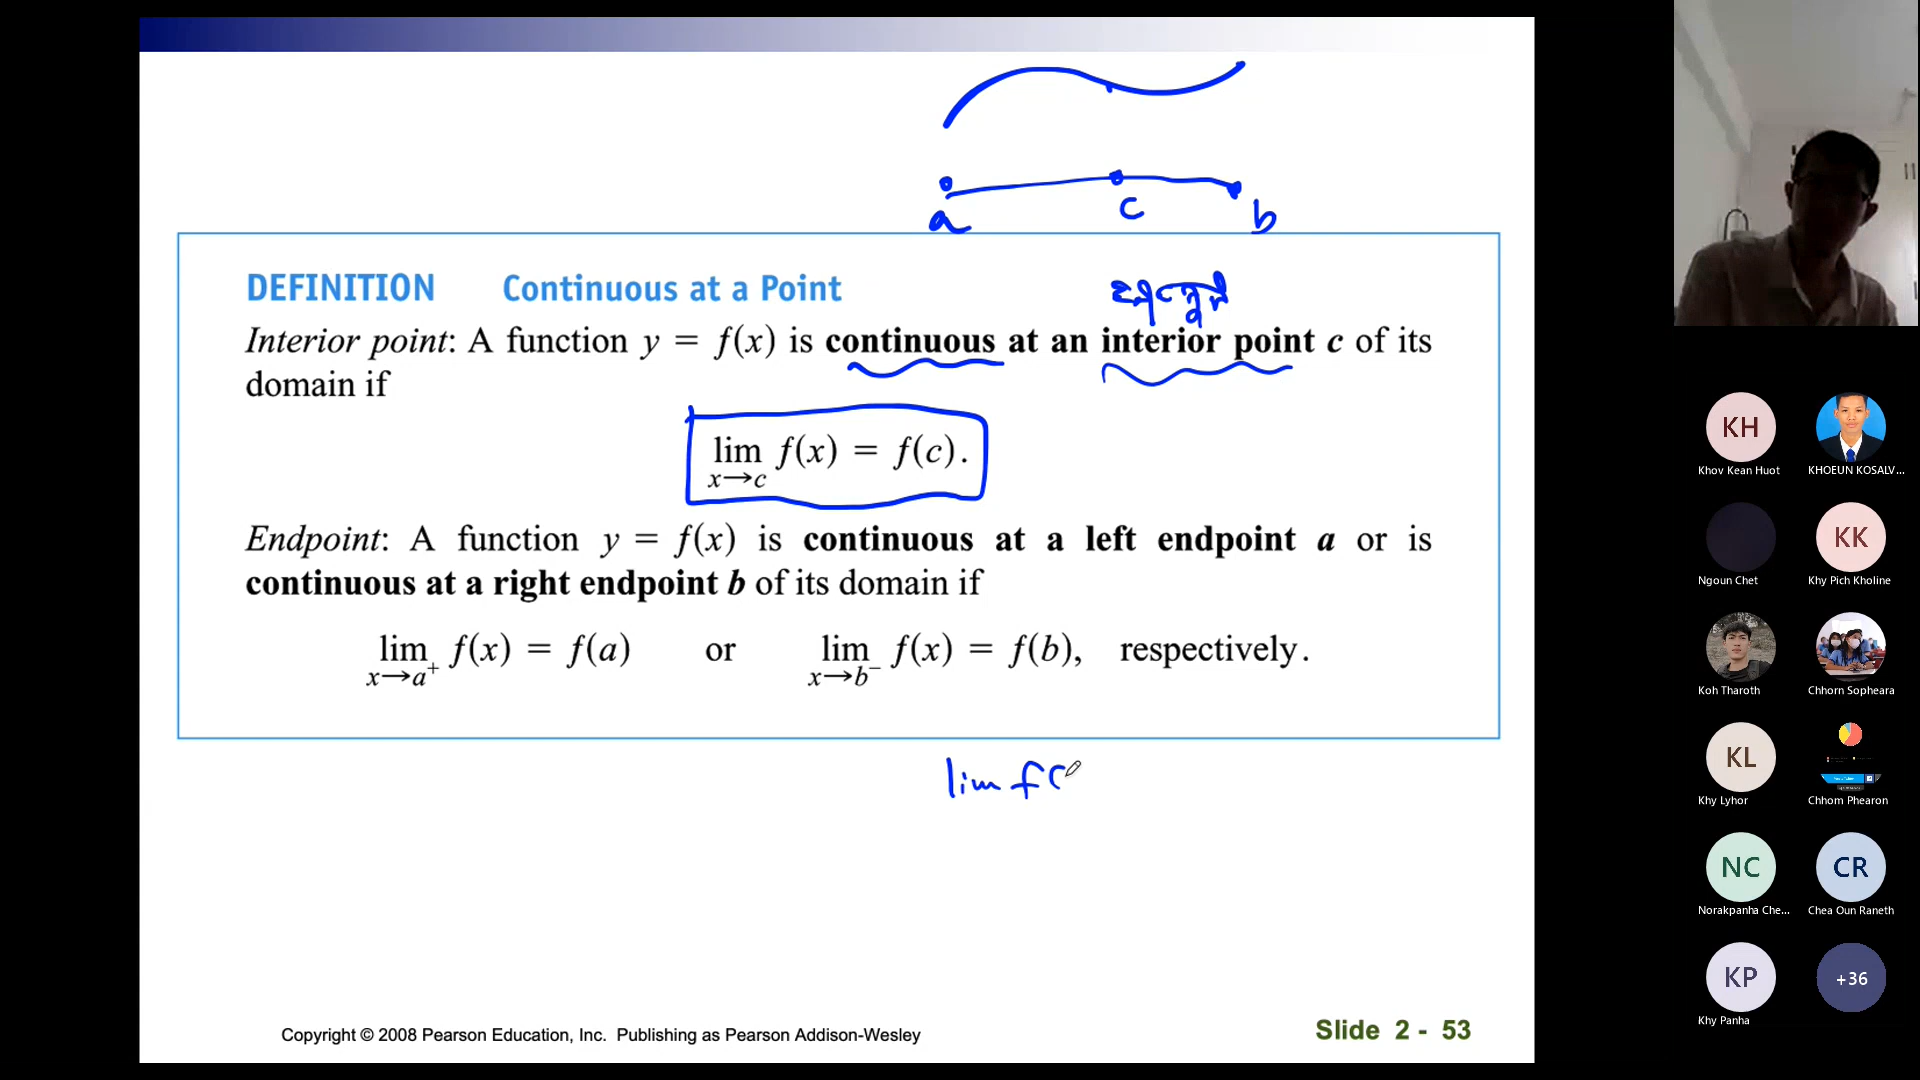 a c b
DEFINITION Continuous at a Point
Interior point: A function y = f(x) is continuous at an interior point c of its
domain if
lim f(x) = f(c).
x→c
Endpoint: A function y = f(x) is continuous at a left endpoint a or is
continuous at a right endpoint b of its domain if
lim f(x) = f(a) or lim f(x) = f(b), respectively.
x→a⁺ x→b⁻
lim f(
Copyright © 2008 Pearson Education, Inc. Publishing as Pearson Addison-Wesley
Slide 2 - 53
KH
Khov Kean Huot
KHOEUN KOSALV...
KK
Ngoun Chet
Khy Pich Kholine
Koh Tharoth
Chhorn Sopheara
KL
Khy Lyhor
Chhom Phearon
NC
CR
Norakpanha Che...
Chea Oun Raneth
KP
+36
Khy Panha